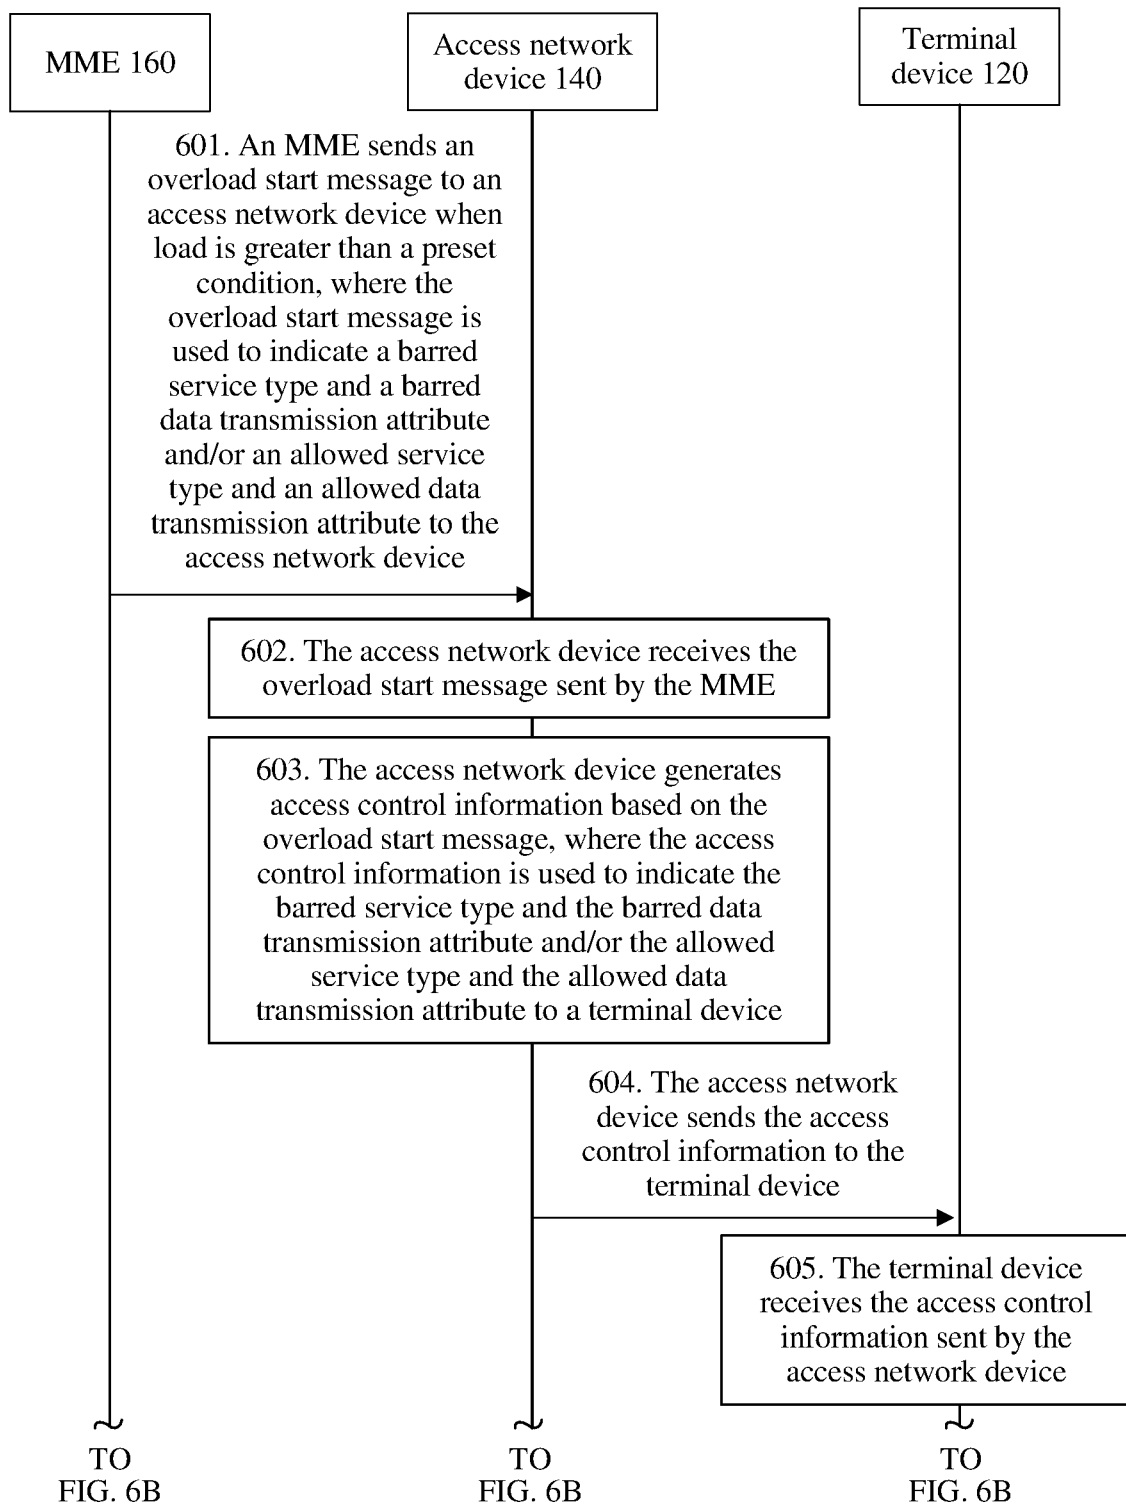 MME 160
Access network
device 140
Terminal
device 120
601. An MME sends an
overload start message to an
access network device when
load is greater than a preset
condition, where the
overload start message is
used to indicate a barred
service type and a barred
data transmission attribute
and/or an allowed service
type and an allowed data
transmission attribute to the
access network device
602. The access network device receives the
overload start message sent by the MME
603. The access network device generates
access control information based on the
overload start message, where the access
control information is used to indicate the
barred service type and the barred data
transmission attribute and/or the allowed
service type and the allowed data
transmission attribute to a terminal device
604. The access network
device sends the access
control information to the
terminal device
605. The terminal device
receives the access control
information sent by the
access network device
TO
FIG. 6B
TO
FIG. 6B
TO
FIG. 6B